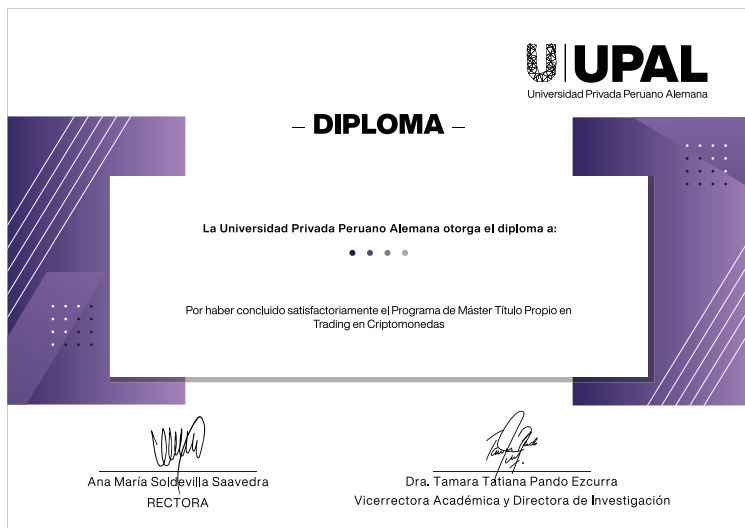 UPAL
Universidad Privada Peruano Alemana
– DIPLOMA –
La Universidad Privada Peruano Alemana otorga el diploma a:
Por haber concluido satisfactoriamente el Programa de Máster Título Propio en
Trading en Criptomonedas
Ana María Soldevilla Saavedra
RECTORA
Dra. Tamara Tatiana Pando Ezcurra
Vicerrectora Académica y Directora de Investigación